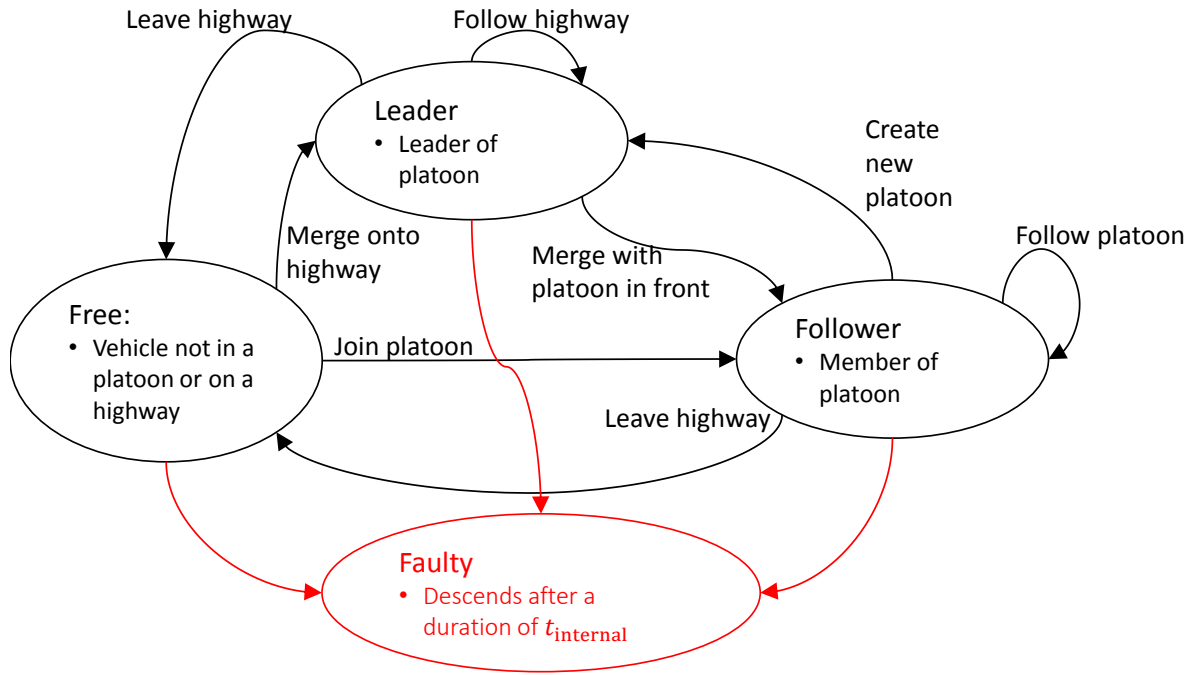 Leave highway
Follow highway
Leader
• Leader of
platoon
Create
new
platoon
Merge onto
highway
Merge with
platoon in front
Follow platoon
Free:
• Vehicle not in a
platoon or on a
highway
Join platoon
Follower
• Member of
platoon
Leave highway
Faulty
• Descends after a
duration of t_internal